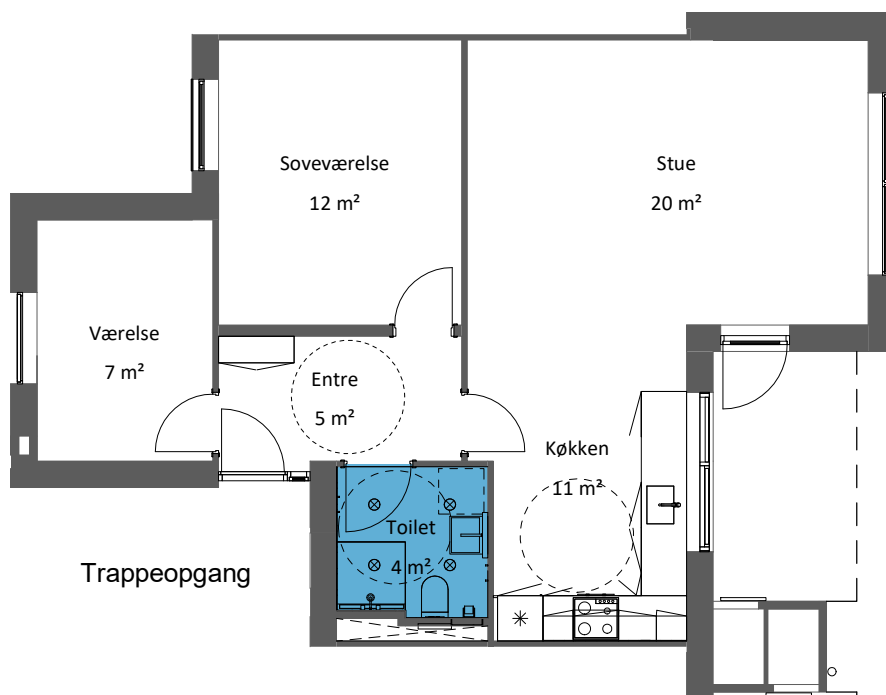 Soveværelse
12 m²
Stue
20 m²
Værelse
7 m²
Entre
5 m²
Køkken
11 m²
Toilet
4 m²
Trappeopgang